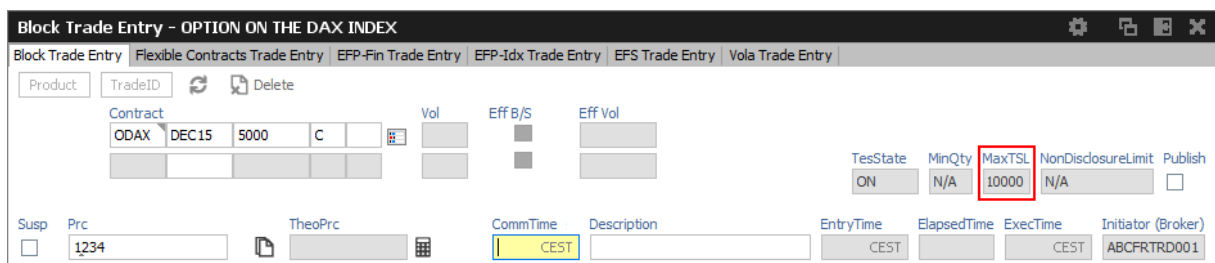 Block Trade Entry - OPTION ON THE DAX INDEX
Block Trade Entry Flexible Contracts Trade Entry EFP-Fin Trade Entry EFP-Idx Trade Entry EFS Trade Entry Vola Trade Entry
Product TradeID Delete
Contract Vol Eff B/S Eff Vol
ODAX DEC15 5000 C
TesState MinQty MaxTSL NonDisclosureLimit Publish
ON N/A 10000 N/A
Susp Prc TheoPrc CommTime Description EntryTime ElapsedTime ExecTime Initiator (Broker)
1234 CEST CEST CEST ABCFRTRD001